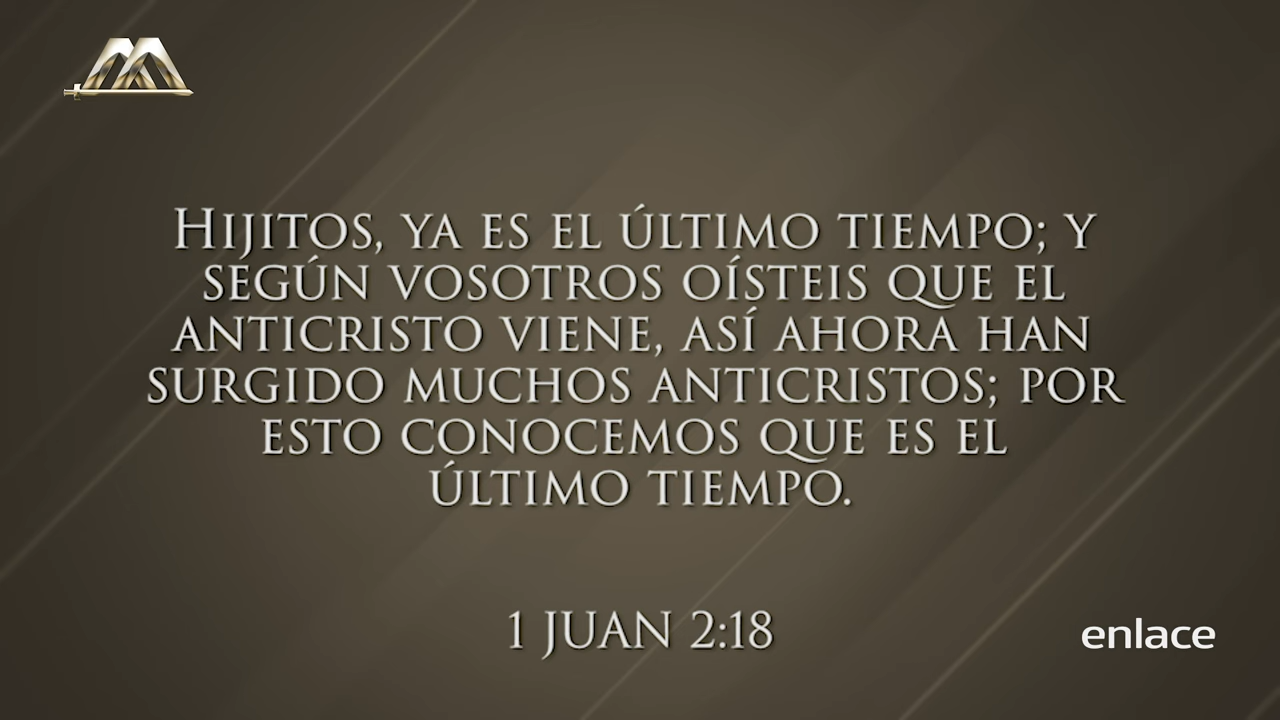 Hijitos, ya es el último tiempo; y
según vosotros oísteis que el
anticristo viene, así ahora han
surgido muchos anticristos; por
esto conocemos que es el
último tiempo.
1 JUAN 2:18
enlace